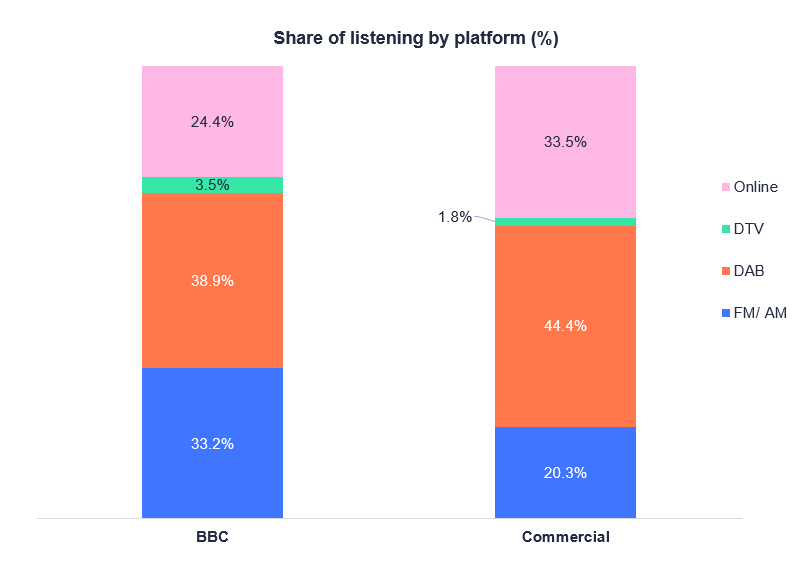 Share of listening by platform (%)
24.4%
3.5%
38.9%
33.2%
33.5%
1.8%
44.4%
20.3%
Online
DTV
DAB
FM/ AM
BBC
Commercial